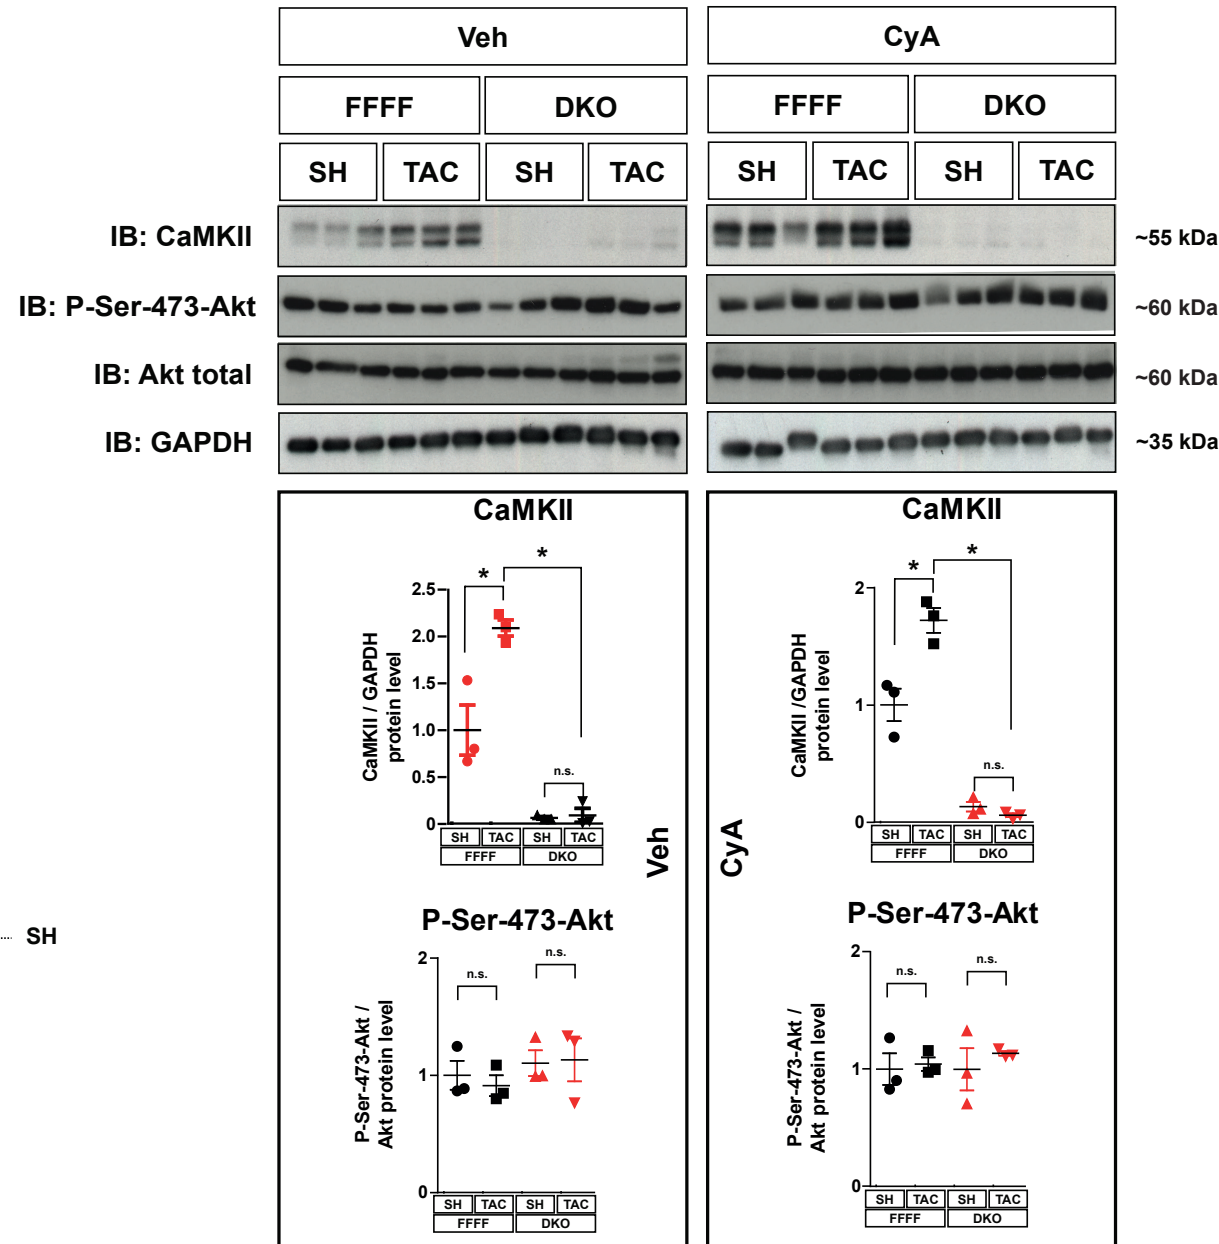 Veh
CyA
FFFF
DKO
FFFF
DKO
SH
TAC
SH
TAC
SH
TAC
SH
TAC
IB: CaMKII
~55 kDa
IB: P-Ser-473-Akt
~60 kDa
IB: Akt total
~60 kDa
IB: GAPDH
~35 kDa
CaMKII
*
*
2.5
2.0
1.5
1.0
0.5
0
CaMKII / GAPDH
protein level
n.s.
SH
TAC
SH
TAC
FFFF
DKO
Veh
P-Ser-473-Akt
2
1
0
P-Ser-473-Akt /
Akt protein level
n.s.
n.s.
SH
TAC
SH
TAC
FFFF
DKO
CaMKII
*
*
2
1
0
CaMKII /GAPDH
protein level
n.s.
SH
TAC
SH
TAC
FFFF
DKO
CyA
P-Ser-473-Akt
2
1
0
P-Ser-473-Akt /
Akt protein level
n.s.
n.s.
SH
TAC
SH
TAC
FFFF
DKO
SH